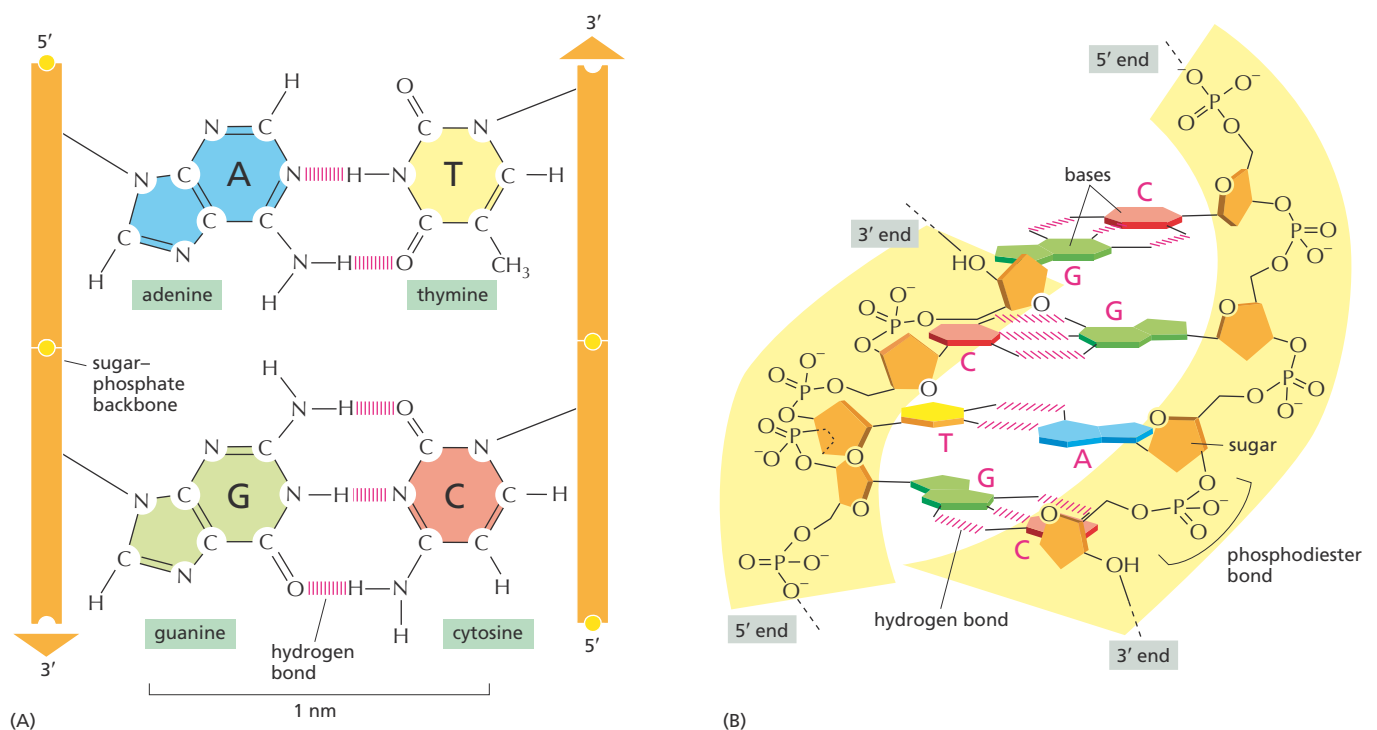 5′
3′
H
O
N C
C N
C A N H N T C H
N
C C
C C
C N
N H O CH₃
H
H
adenine
thymine
sugar–
phosphate
backbone
H
N H O
H
N C
C N
N C G N H N C C H
C C
C C
C N
O H N H
H
H
guanine
cytosine
hydrogen
bond
3′
5′
1 nm
(A)
5′ end
⁻O O⁻
P
O O
bases
C
O
3′ end
O
P=O
O⁻
O
HO
G
O
O⁻
O
P O
O
C
G
O
O
O
P=O
O⁻
O⁻
O=P O
O
O
O=P
⁻O O
O
T
A
O
sugar
O
G
O
C
O
O P O⁻
O
OH
phosphodiester
bond
O
O=P–O⁻
O⁻
hydrogen bond
5′ end
3′ end
(B)